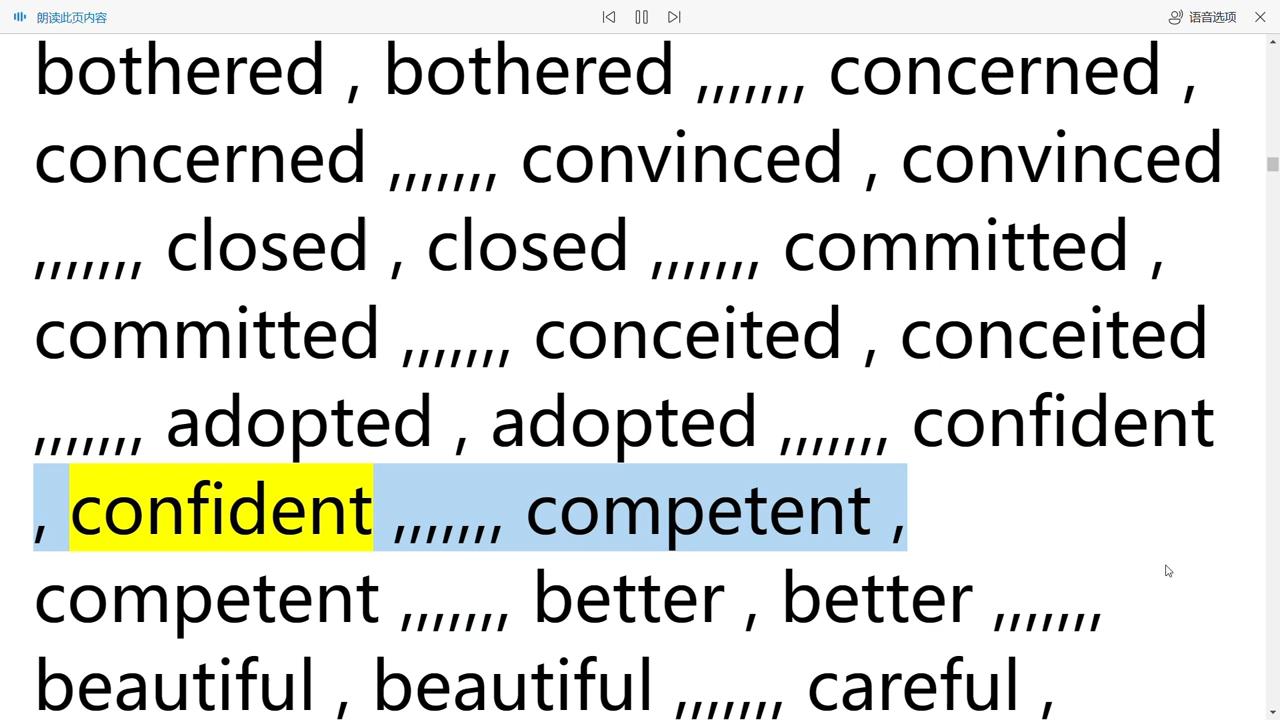 朗读此页内容 语音选项
bothered , bothered ,,,,,,, concerned ,
concerned ,,,,,,, convinced , convinced
,,,,,,, closed , closed ,,,,,,, committed ,
committed ,,,,,,, conceited , conceited
,,,,,,, adopted , adopted ,,,,,,, confident
, confident ,,,,,,, competent ,
competent ,,,,,,, better , better ,,,,,,,
beautiful , beautiful ,,,,,,, careful ,